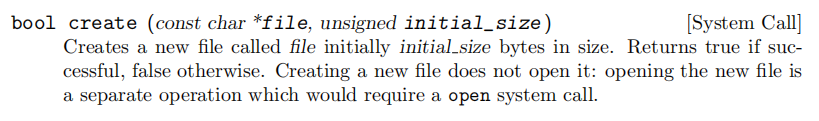 bool create (const char *file, unsigned initial_size) [System Call]
Creates a new file called file initially initial_size bytes in size. Returns true if suc-
cessful, false otherwise. Creating a new file does not open it: opening the new file is
a separate operation which would require a open system call.